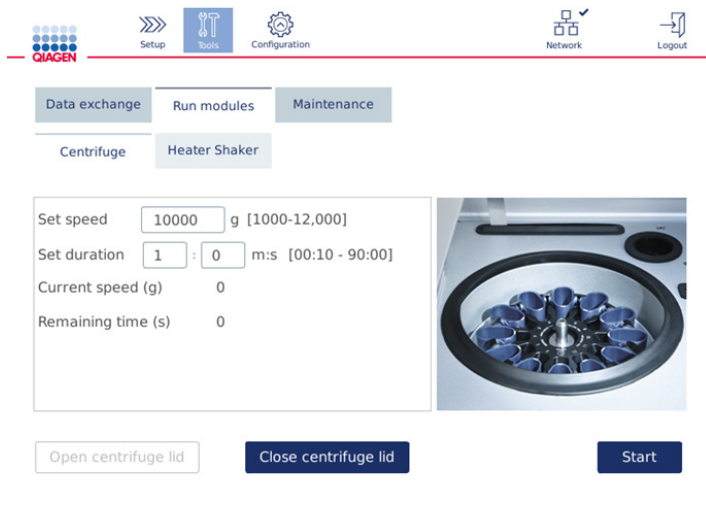 QIAGEN
Setup
Tools
Configuration
Network
Logout
Data exchange
Run modules
Maintenance
Centrifuge
Heater Shaker
Set speed 10000 g [1000-12,000]
Set duration 1 : 0 m:s [00:10 - 90:00]
Current speed (g) 0
Remaining time (s) 0
Open centrifuge lid
Close centrifuge lid
Start